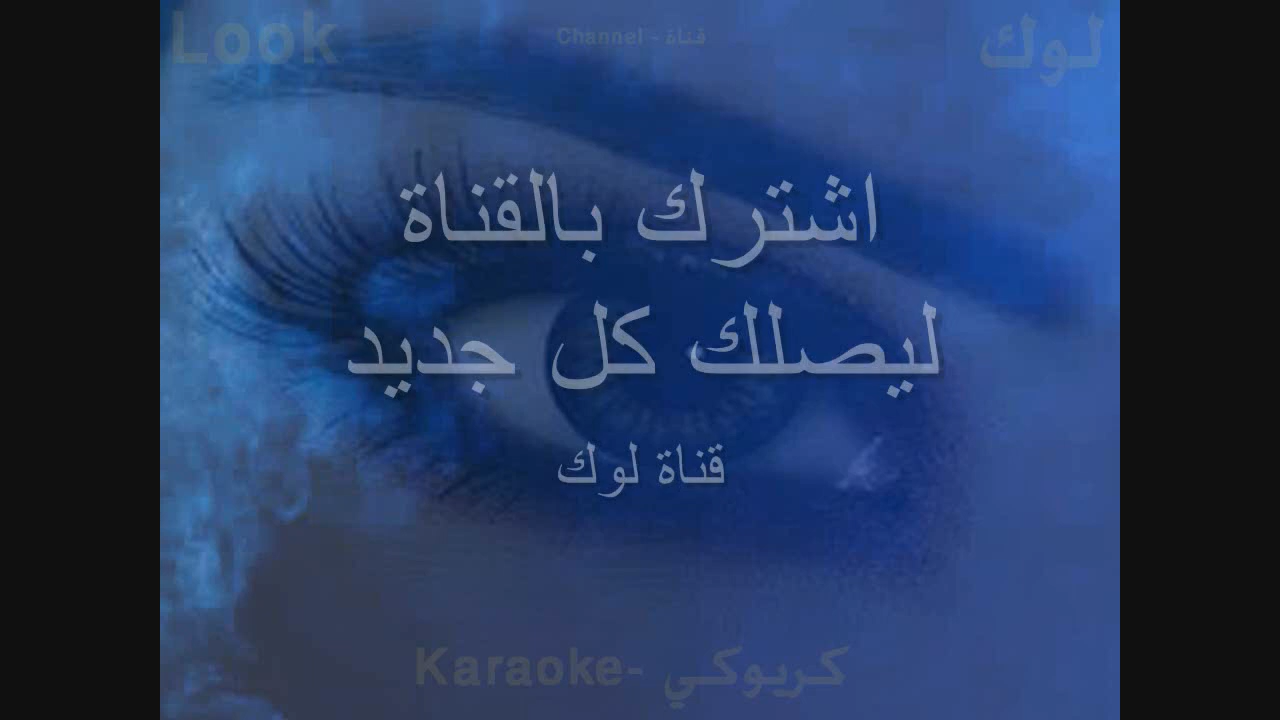 Look
Channel - قناة
لوك
اشترك بالقناة
ليصلك كل جديد
قناة لوك
Karaoke- كريوكي